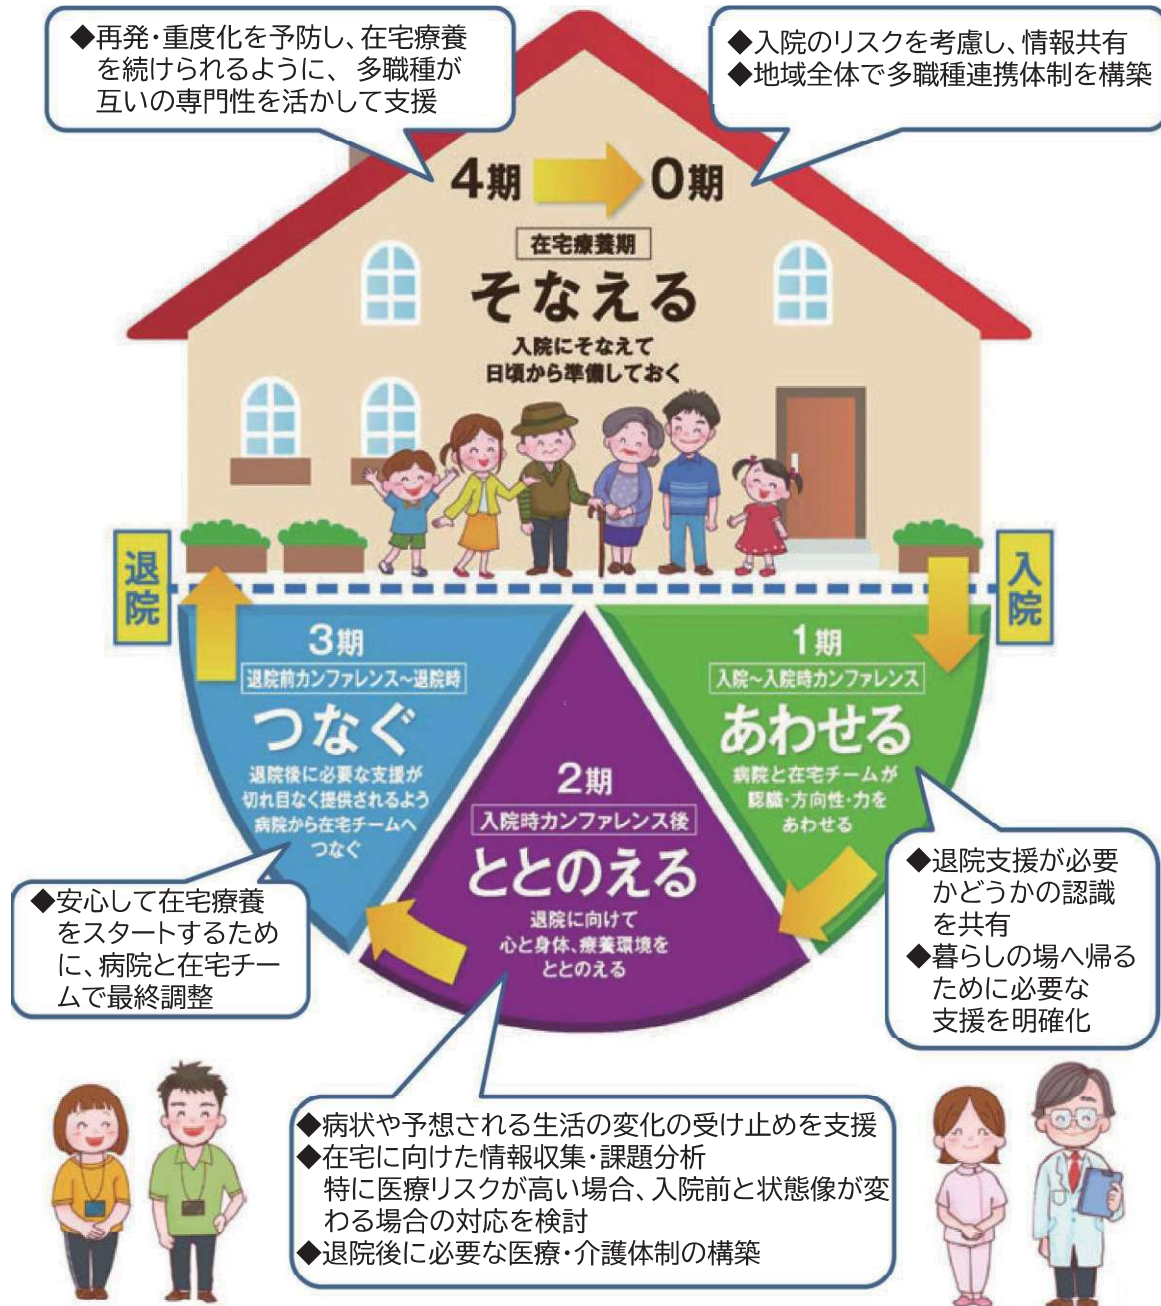 ◆再発・重度化を予防し、在宅療養
を続けられるように、 多職種が
互いの専門性を活かして支援
◆入院のリスクを考慮し、情報共有
◆地域全体で多職種連携体制を構築
4期
0期
在宅療養期
そなえる
入院にそなえて
日頃から準備しておく
退院
入院
3期
退院前カンファレンス～退院時
つなぐ
退院後に必要な支援が
切れ目なく提供されるよう
病院から在宅チームへ
つなぐ
1期
入院～入院時カンファレンス
あわせる
病院と在宅チームが
認識・方向性・力を
あわせる
2期
入院時カンファレンス後
ととのえる
退院に向けて
心と身体、療養環境を
ととのえる
◆安心して在宅療養
をスタートするため
に、病院と在宅チー
ムで最終調整
◆退院支援が必要
かどうかの認識
を共有
◆暮らしの場へ帰る
ために必要な
支援を明確化
◆病状や予想される生活の変化の受け止めを支援
◆在宅に向けた情報収集・課題分析
特に医療リスクが高い場合、入院前と状態像が変
わる場合の対応を検討
◆退院後に必要な医療・介護体制の構築